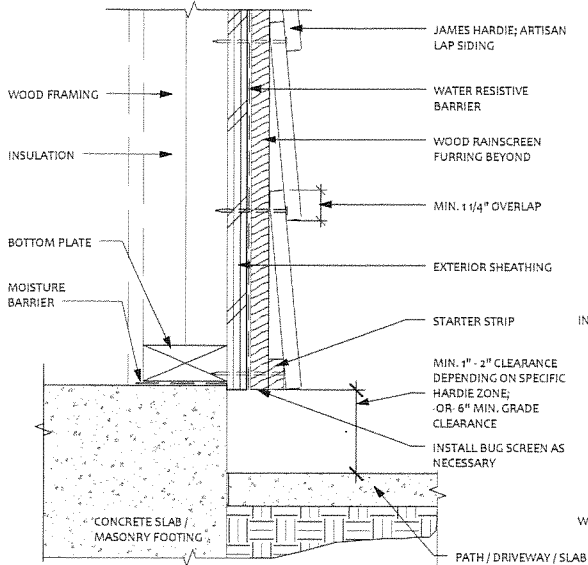 WOOD FRAMING
INSULATION
BOTTOM PLATE
MOISTURE
BARRIER
CONCRETE SLAB /
MASONRY FOOTING
JAMES HARDIE; ARTISAN
LAP SIDING
WATER RESISTIVE
BARRIER
WOOD RAINSCREEN
FURRING BEYOND
MIN. 1 1/4" OVERLAP
EXTERIOR SHEATHING
STARTER STRIP
MIN. 1" - 2" CLEARANCE
DEPENDING ON SPECIFIC
HARDIE ZONE;
-OR- 6" MIN. GRADE
CLEARANCE
INSTALL BUG SCREEN AS
NECESSARY
PATH / DRIVEWAY / SLAB
IN
W